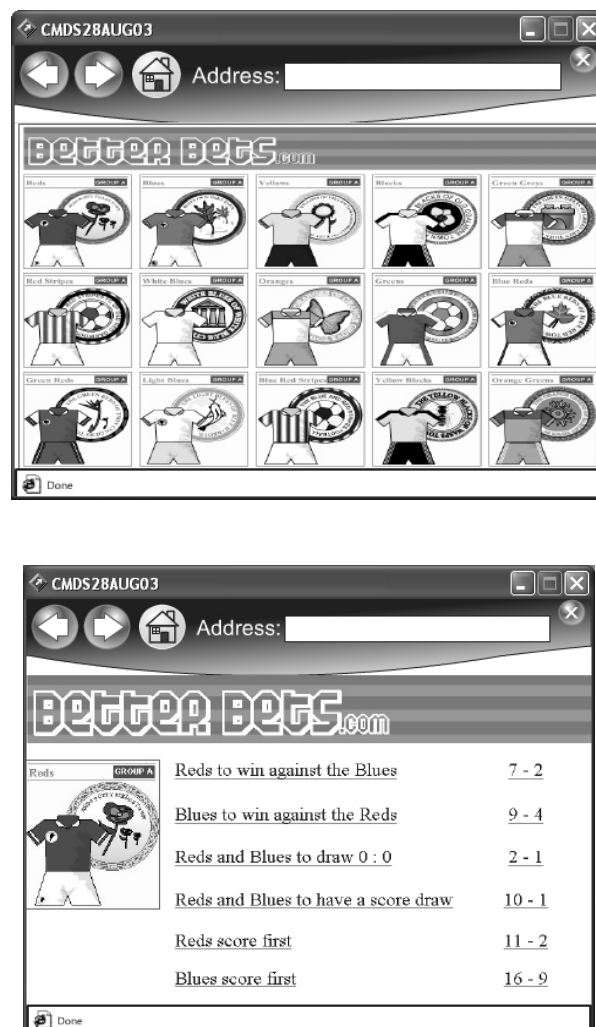 CMDS28AUG03
Address:
BETTER BETS.com
Reds GROUP A
Blues GROUP A
Yellows GROUP A
Blacks GROUP A
Green Greys GROUP A
Red Stripes GROUP A
White Blues GROUP A
Oranges GROUP A
Greens GROUP A
Blue Reds GROUP A
Green Reds GROUP A
Light Blues GROUP A
Blue Red Stripes GROUP A
Yellow Blacks GROUP A
Orange Greens GROUP A
Done
CMDS28AUG03
Address:
BETTER BETS.com
Reds GROUP A
Reds to win against the Blues 7 - 2
Blues to win against the Reds 9 - 4
Reds and Blues to draw 0 : 0 2 - 1
Reds and Blues to have a score draw 10 - 1
Reds score first 11 - 2
Blues score first 16 - 9
Done